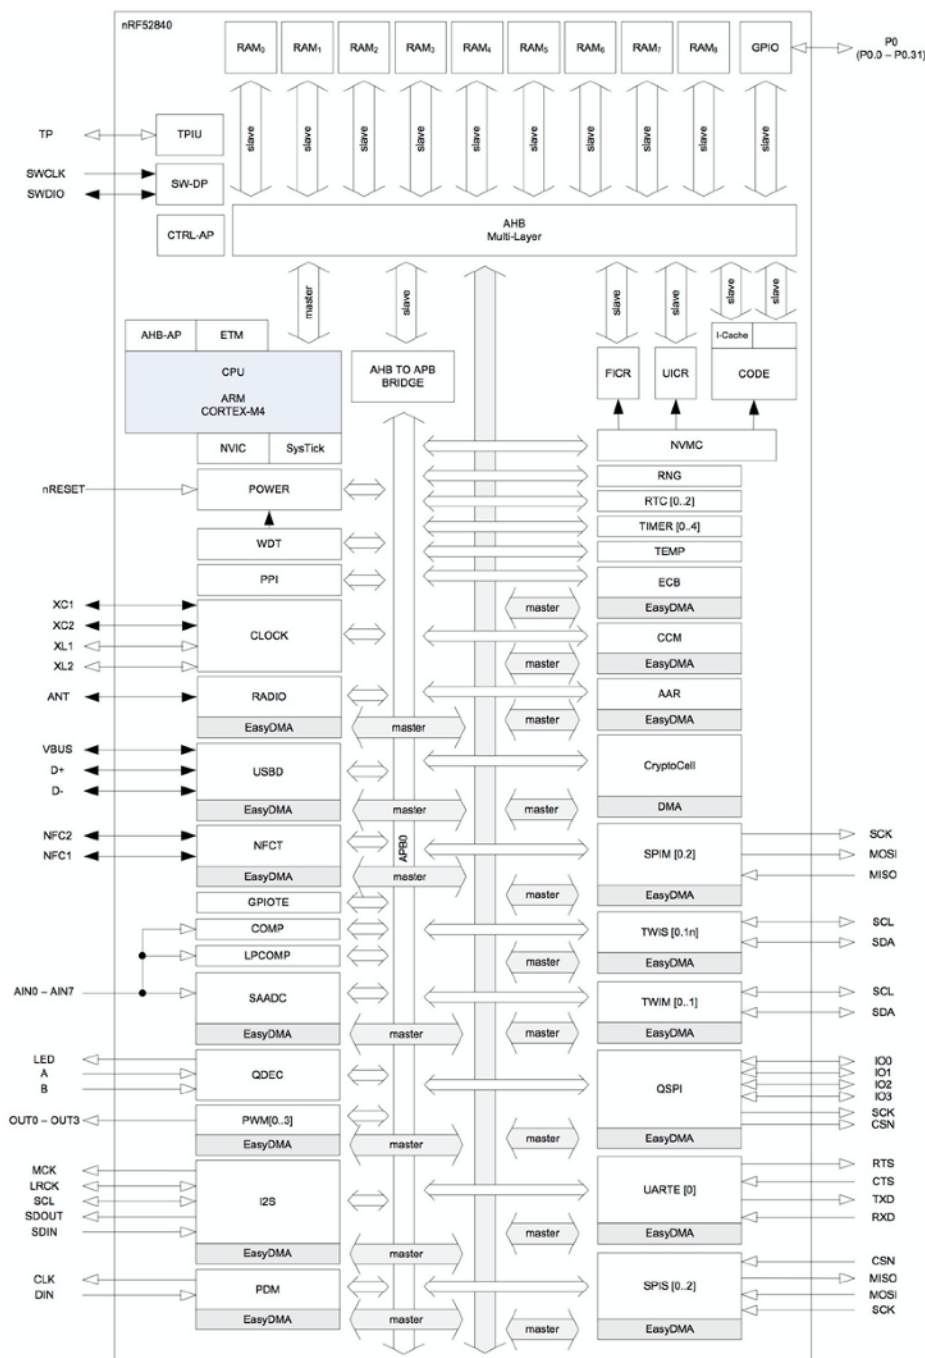 nRF52840
RAM0 RAM1 RAM2 RAM3 RAM4 RAM5 RAM6 RAM7 RAM8 GPIO
P0
(P0.0 – P0.31)
slave slave slave slave slave slave slave slave slave slave
TP
TPIU
SWCLK
SWDIO
SW-DP
CTRL-AP
AHB
Multi-Layer
master slave slave slave slave slave
AHB-AP ETM
CPU
ARM
CORTEX-M4
NVIC SysTick
AHB TO APB
BRIDGE
FICR UICR
I-Cache
CODE
NVMC
nRESET
POWER
WDT
PPI
RNG
RTC [0..2]
TIMER [0..4]
TEMP
ECB
master EasyDMA
XC1
XC2
XL1
XL2
CLOCK
CCM
master EasyDMA
ANT
RADIO
EasyDMA master
AAR
master EasyDMA
VBUS
D+
D-
USBD
EasyDMA master
CryptoCell
master DMA
NFC2
NFC1
NFCT
EasyDMA master
APB0
SPIM [0.2]
master EasyDMA
SCK
MOSI
MISO
GPIOTE
COMP
LPCOMP
TWIS [0.1n]
master EasyDMA
SCL
SDA
AIN0 – AIN7
SAADC
EasyDMA master
TWIM [0..1]
master EasyDMA
SCL
SDA
LED
A
B
QDEC
QSPI
master EasyDMA
IO0
IO1
IO2
IO3
SCK
CSN
OUT0 – OUT3
PWM[0..3]
EasyDMA master
MCK
LRCK
SCL
SDOUT
SDIN
I2S
EasyDMA master
UARTE [0]
master EasyDMA
RTS
CTS
TXD
RXD
CLK
DIN
PDM
EasyDMA master
SPIS [0..2]
master EasyDMA
CSN
MISO
MOSI
SCK